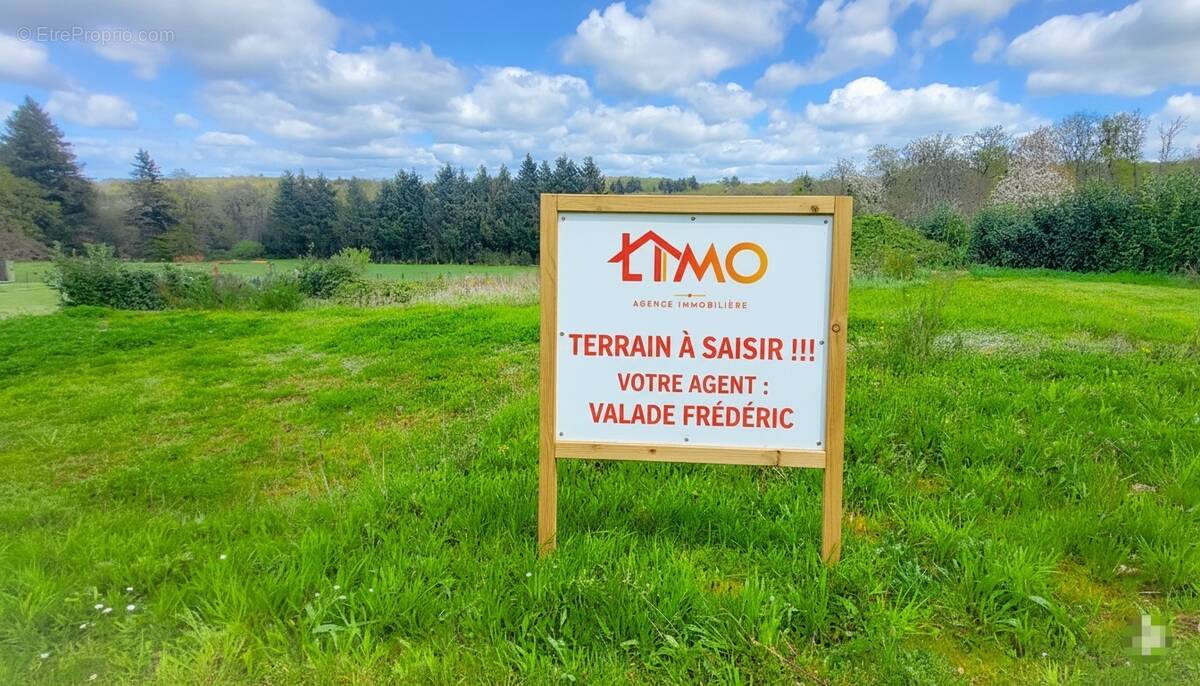 © EtreProprio.com
LIMO
AGENCE IMMOBILIÈRE
TERRAIN À SAISIR !!!
VOTRE AGENT :
VALADE FRÉDÉRIC